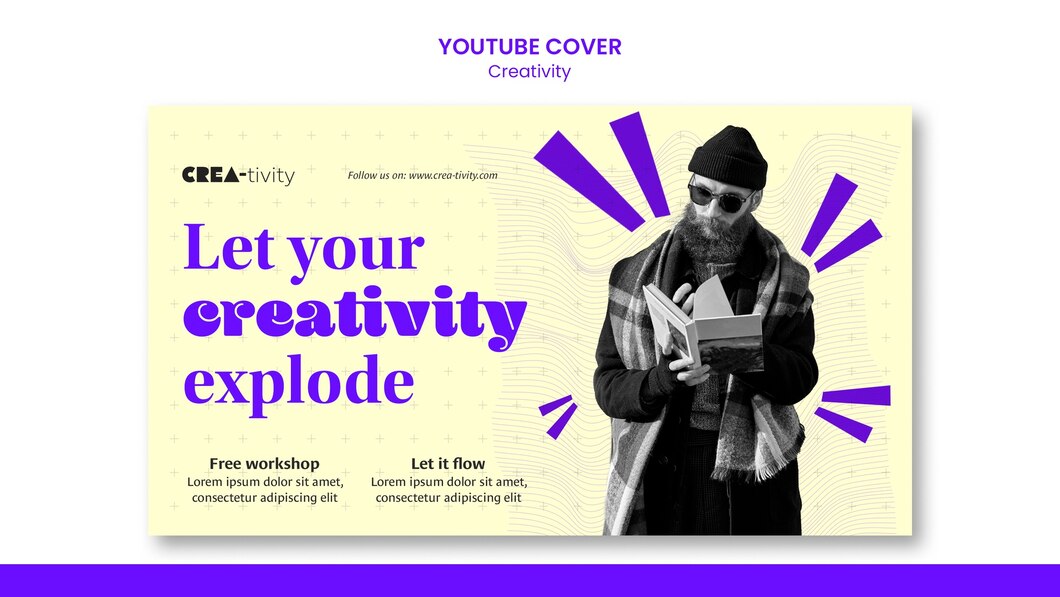 YOUTUBE COVER
Creativity
CREA-tivity
Follow us on: www.crea-tivity.com
Let your
creativity
explode
Free workshop
Lorem ipsum dolor sit amet,
consectetur adipiscing elit
Let it flow
Lorem ipsum dolor sit amet,
consectetur adipiscing elit